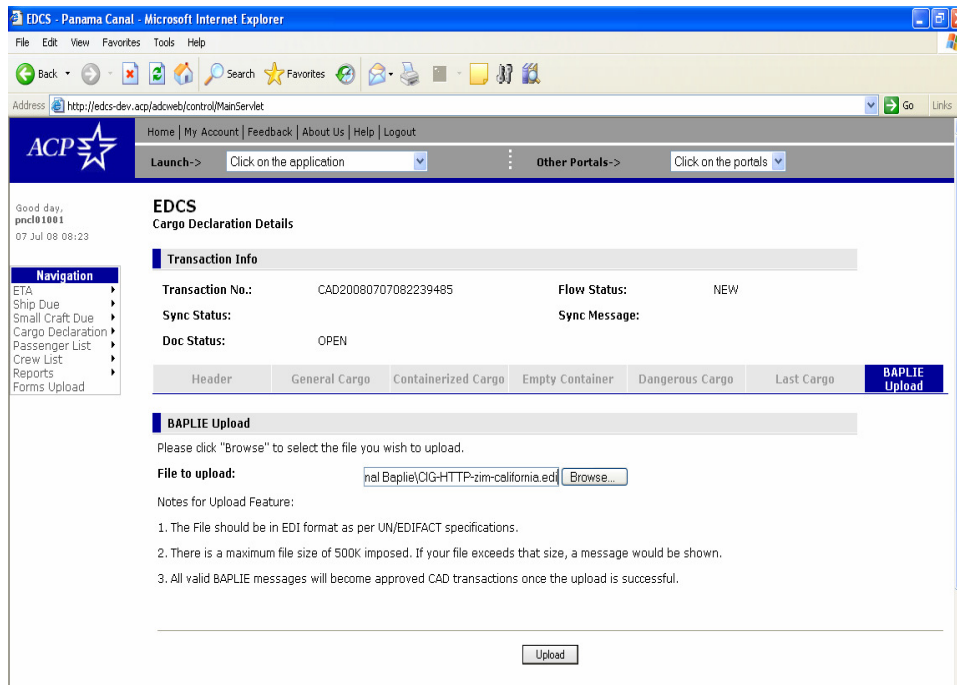 EDCS - Panama Canal - Microsoft Internet Explorer
File Edit View Favorites Tools Help
Back Search Favorites
Address http://edcs-dev.acp/adcweb/control/MainServlet Go Links
ACP
Home | My Account | Feedback | About Us | Help | Logout
Launch-> Click on the application Other Portals-> Click on the portals
Good day,
pncl01001
07 Jul 08 08:23
Navigation
ETA
Ship Due
Small Craft Due
Cargo Declaration
Passenger List
Crew List
Reports
Forms Upload
EDCS
Cargo Declaration Details
Transaction Info
Transaction No.: CAD20080707082239485 Flow Status: NEW
Sync Status: Sync Message:
Doc Status: OPEN
Header General Cargo Containerized Cargo Empty Container Dangerous Cargo Last Cargo BAPLIE Upload
BAPLIE Upload
Please click "Browse" to select the file you wish to upload.
File to upload: nal Baplie\CIG-HTTP-zim-california.edi Browse...
Notes for Upload Feature:
1. The File should be in EDI format as per UN/EDIFACT specifications.
2. There is a maximum file size of 500K imposed. If your file exceeds that size, a message would be shown.
3. All valid BAPLIE messages will become approved CAD transactions once the upload is successful.
Upload